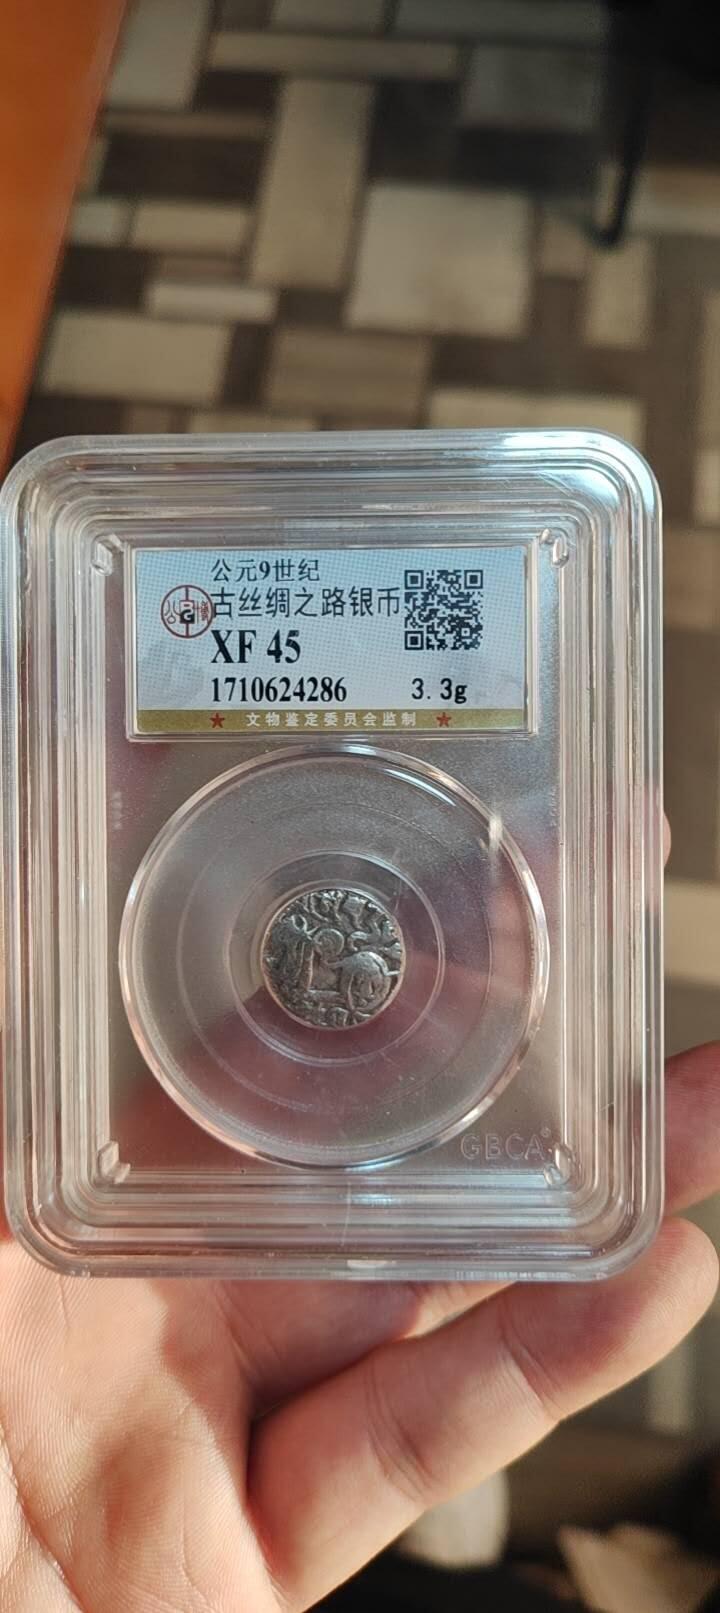 公元9世纪
古丝绸之路银币
XF 45
1710624286 3.3g
★ 文物鉴定委员会监制 ★
GBCA